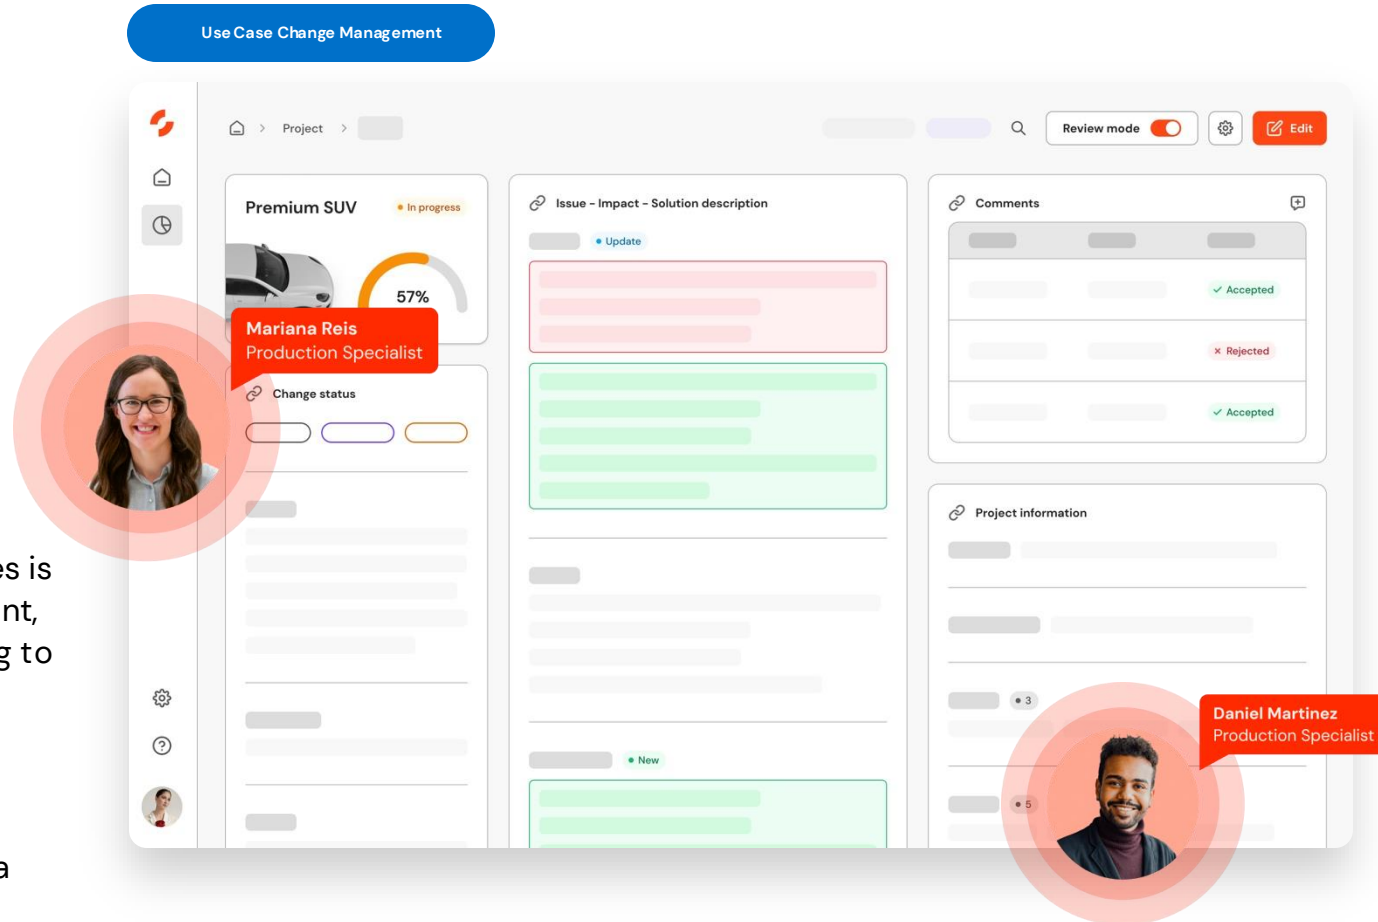 Use Case Change Management
Project
Review mode
Edit
Premium SUV
In progress
57%
Mariana Reis
Production Specialist
Change status
Issue - Impact - Solution description
Update
New
Comments
Accepted
Rejected
Accepted
Project information
3
5
Daniel Martinez
Production Specialist
es is
nt,
g to
a